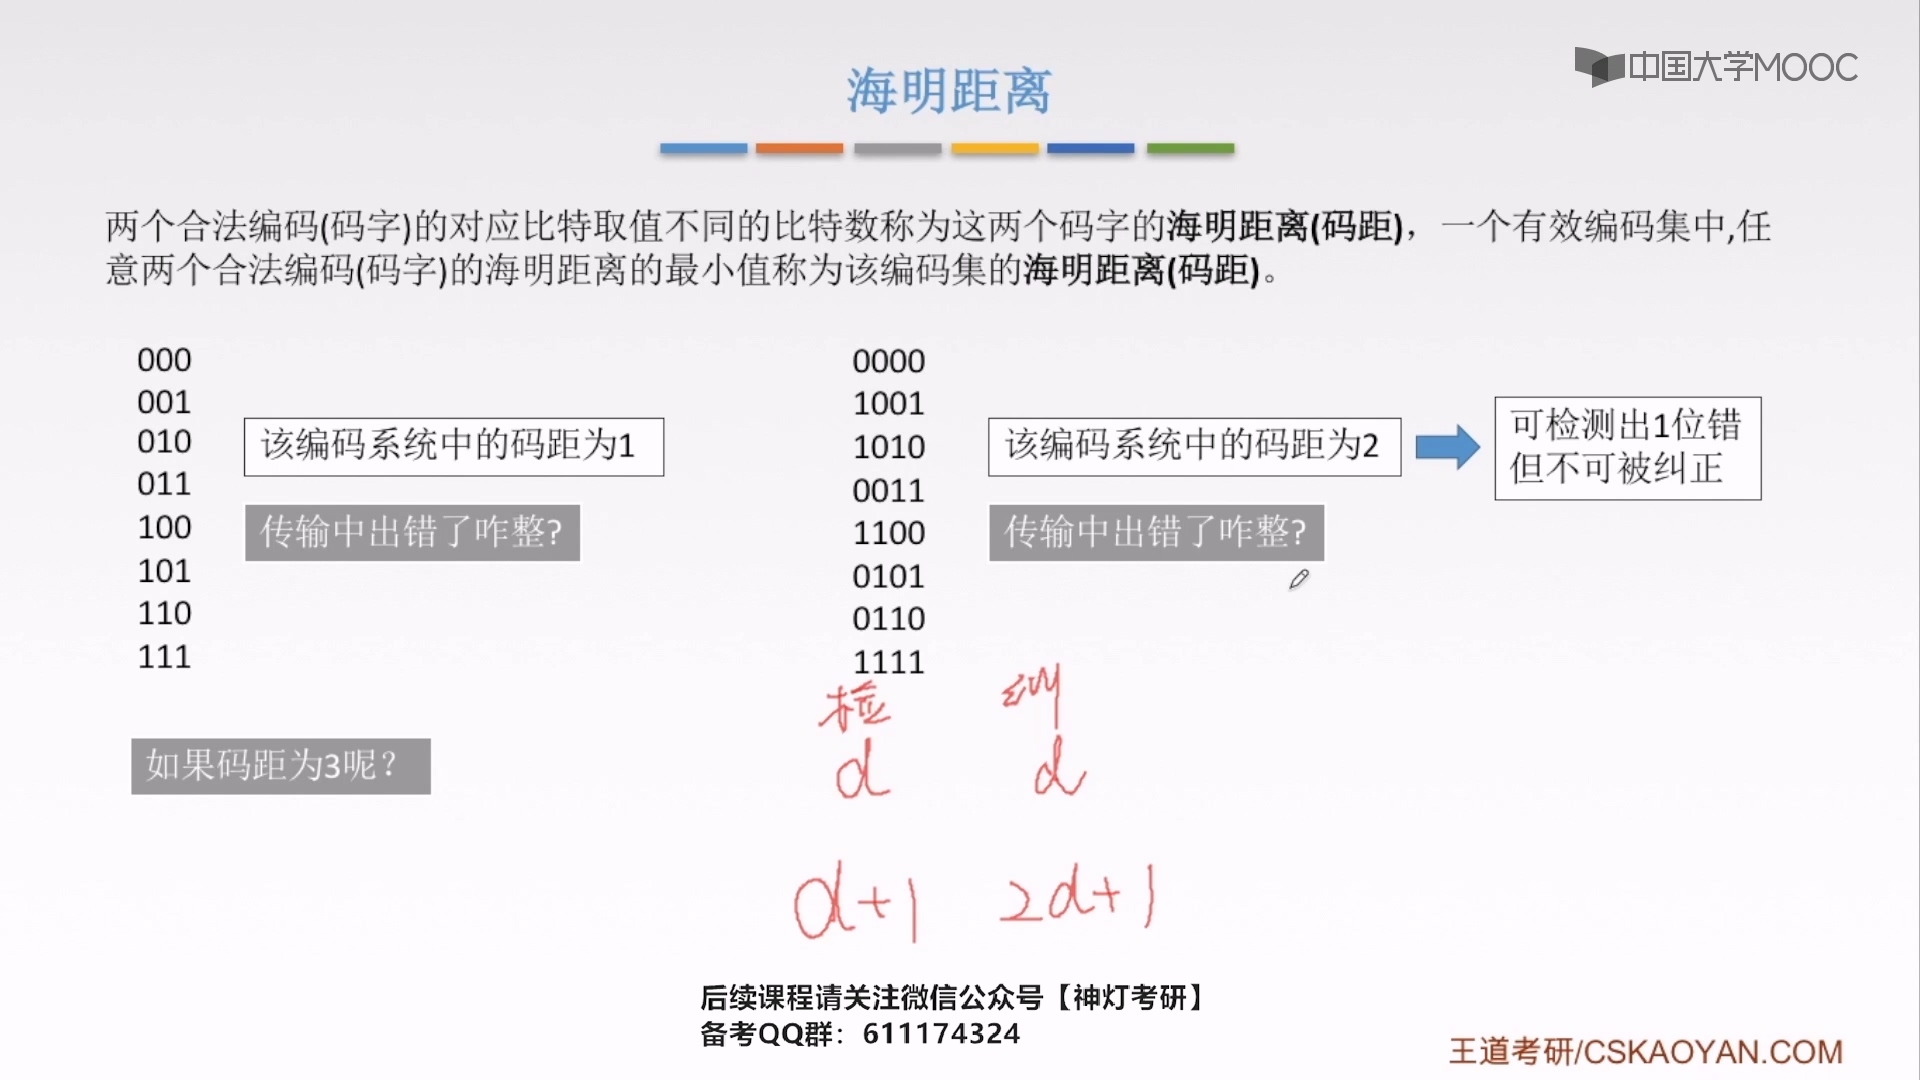 海明距离
中国大学MOOC
两个合法编码(码字)的对应比特取值不同的比特数称为这两个码字的海明距离(码距)，一个有效编码集中,任
意两个合法编码(码字)的海明距离的最小值称为该编码集的海明距离(码距)。
000
001
010
011
100
101
110
111
该编码系统中的码距为1
传输中出错了咋整?
如果码距为3呢？
0000
1001
1010
0011
1100
0101
0110
1111
该编码系统中的码距为2
传输中出错了咋整?
可检测出1位错
但不可被纠正
检 纠
d d
d+1 2d+1
后续课程请关注微信公众号【神灯考研】
备考QQ群：611174324
王道考研/CSKAOYAN.COM